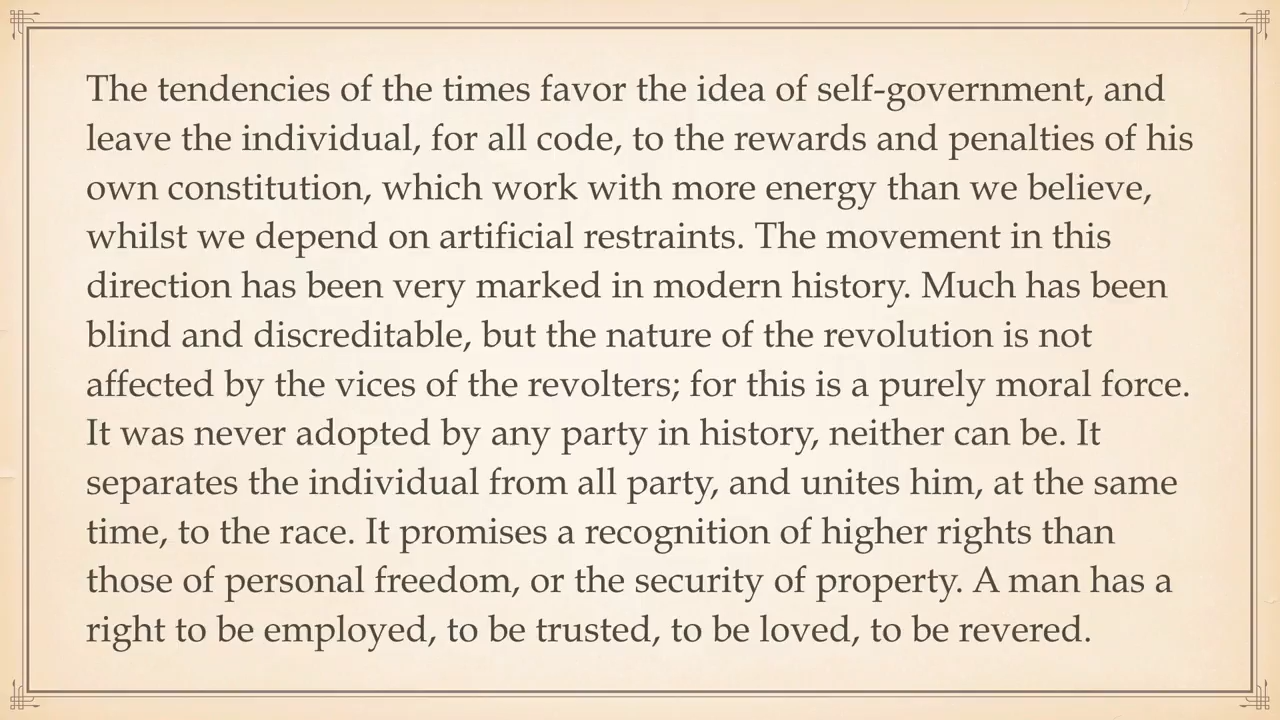 The tendencies of the times favor the idea of self-government, and
leave the individual, for all code, to the rewards and penalties of his
own constitution, which work with more energy than we believe,
whilst we depend on artificial restraints. The movement in this
direction has been very marked in modern history. Much has been
blind and discreditable, but the nature of the revolution is not
affected by the vices of the revolters; for this is a purely moral force.
It was never adopted by any party in history, neither can be. It
separates the individual from all party, and unites him, at the same
time, to the race. It promises a recognition of higher rights than
those of personal freedom, or the security of property. A man has a
right to be employed, to be trusted, to be loved, to be revered.